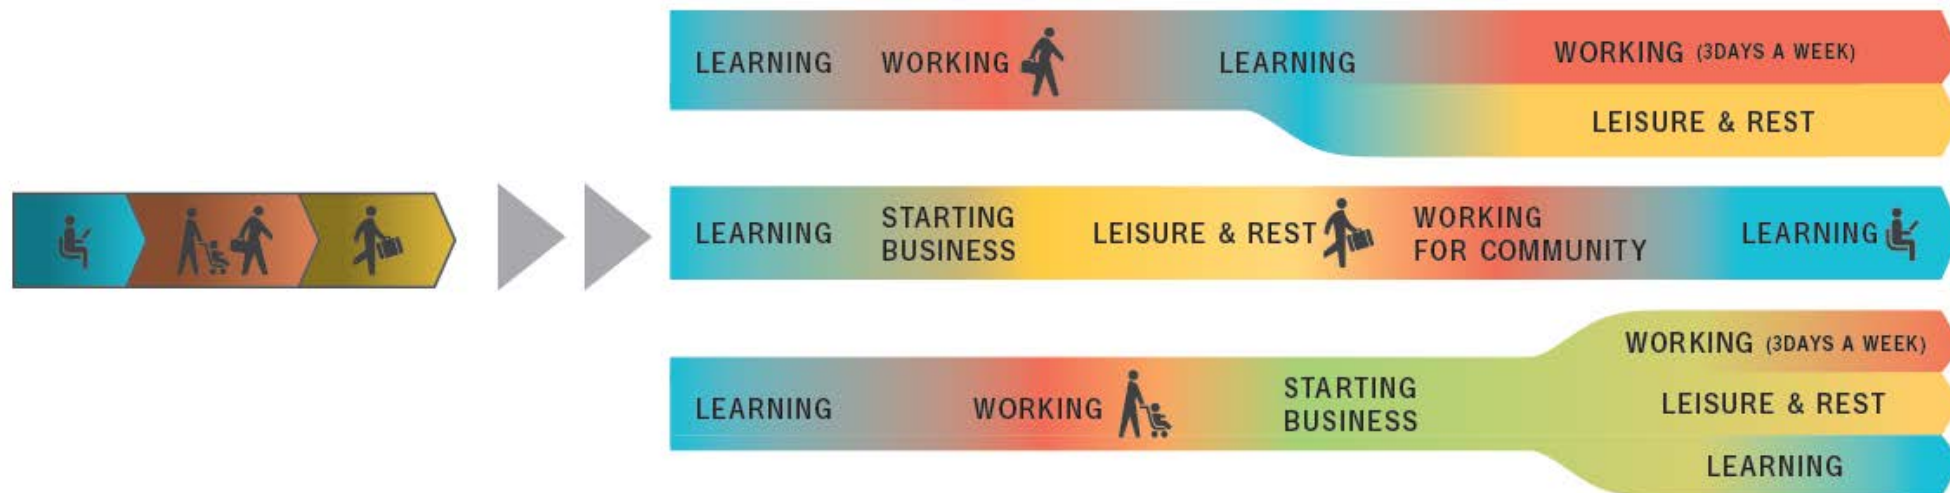 LEARNING
WORKING
LEARNING
WORKING (3DAYS A WEEK)
LEISURE & REST
LEARNING
STARTING
BUSINESS
LEISURE & REST
WORKING
FOR COMMUNITY
LEARNING
LEARNING
WORKING
STARTING
BUSINESS
WORKING (3DAYS A WEEK)
LEISURE & REST
LEARNING